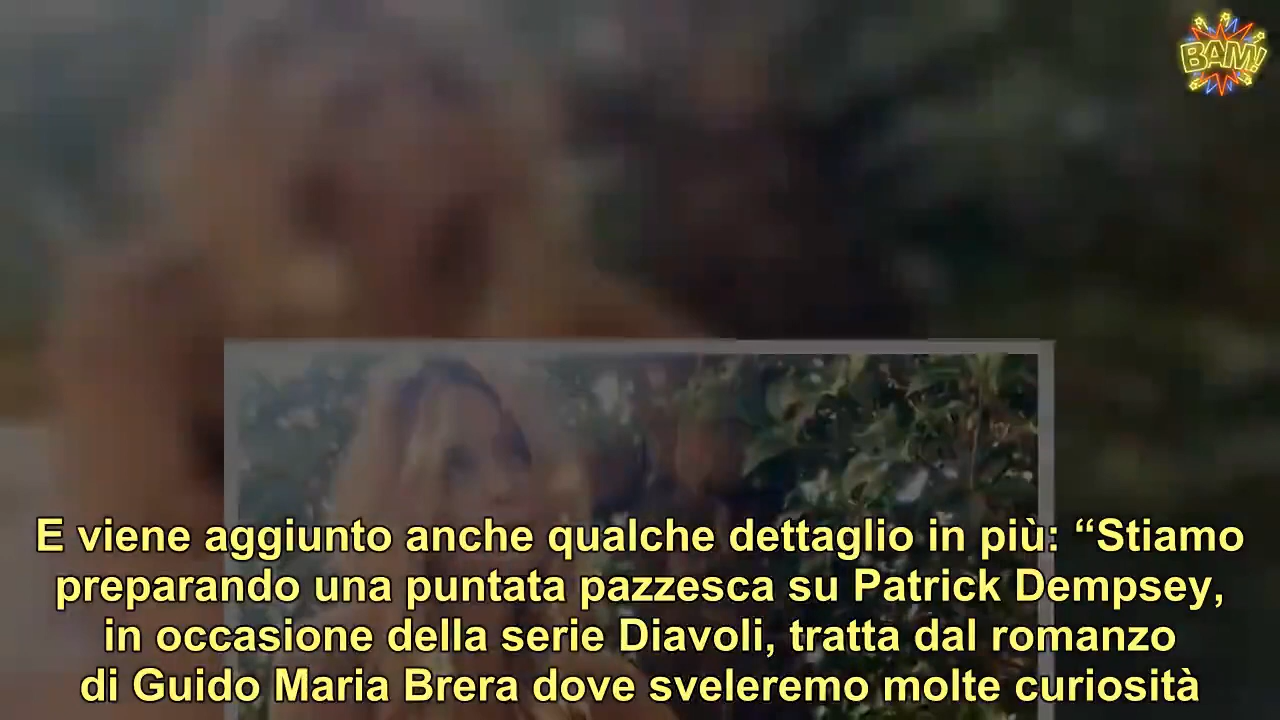 BAM!
E viene aggiunto anche qualche dettaglio in più: “Stiamo
preparando una puntata pazzesca su Patrick Dempsey,
in occasione della serie Diavoli, tratta dal romanzo
di Guido Maria Brera dove sveleremo molte curiosità